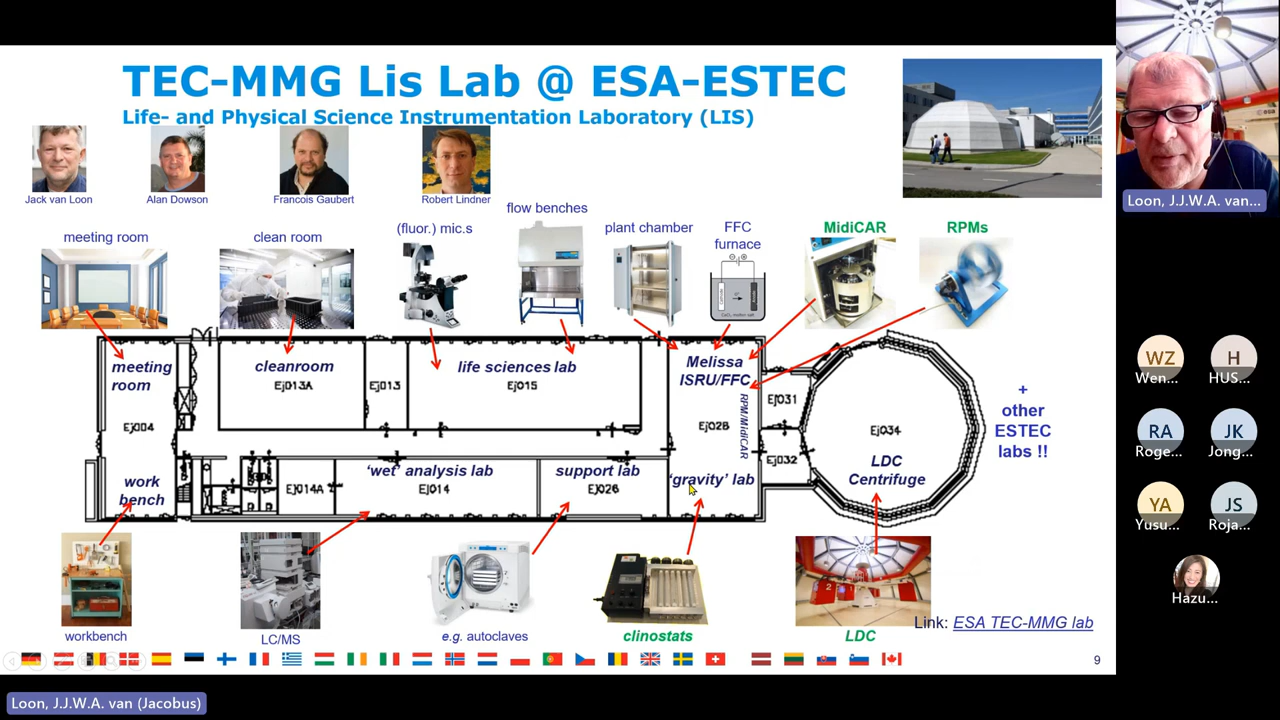 TEC-MMG Lis Lab @ ESA-ESTEC
Life- and Physical Science Instrumentation Laboratory (LIS)
Jack van Loon
Alan Dowson
Francois Gaubert
Robert Lindner
meeting room
clean room
(fluor.) mic.s
flow benches
plant chamber
FFC
furnace
MidiCAR
RPMs
meeting
room
Ej004
work
bench
cleanroom
Ej013A
Ej013
life sciences lab
Ej015
Melissa
ISRU/FFC
Ej028
RPM/MidiCAR
'gravity' lab
Ej031
Ej032
Ej034
LDC
Centrifuge
Ej014A
'wet' analysis lab
Ej014
support lab
Ej026
+
other
ESTEC
labs !!
workbench
LC/MS
e.g. autoclaves
clinostats
LDC
Link: ESA TEC-MMG lab
9
Loon, J.J.W.A. van...
WZ
Wen...
H
HUS...
RA
Roge...
JK
Jong...
YA
Yusu...
JS
Roja...
Hazu...
Loon, J.J.W.A. van (Jacobus)